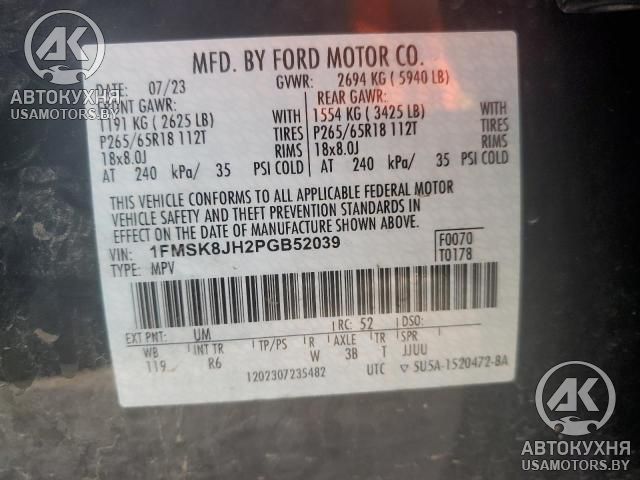 АК
АВТОКУХНЯ
USAMOTORS.BY
MFD. BY FORD MOTOR CO.
DATE: 07/23 GVWR: 2694 KG ( 5940 LB)
FRONT GAWR: REAR GAWR:
1191 KG ( 2625 LB) WITH 1554 KG ( 3425 LB) WITH
P265/65R18 112T TIRES P265/65R18 112T TIRES
18x8.0J RIMS 18x8.0J RIMS
AT 240 kPa/ 35 PSI COLD AT 240 kPa/ 35 PSI COLD
THIS VEHICLE CONFORMS TO ALL APPLICABLE FEDERAL MOTOR
VEHICLE SAFETY AND THEFT PREVENTION STANDARDS IN
EFFECT ON THE DATE OF MANUFACTURE SHOWN ABOVE.
VIN: 1FMSK8JH2PGB52039 F0070
TYPE: MPV T0178
EXT PNT: UM RC: 52 DSO:
WB INT TR TP/PS R AXLE TR SPR
119 R6 W 3B T JJUU
1202307235482 UTC ▽ 5U5A-1520472-BA
АК
АВТОКУХНЯ
USAMOTORS.BY